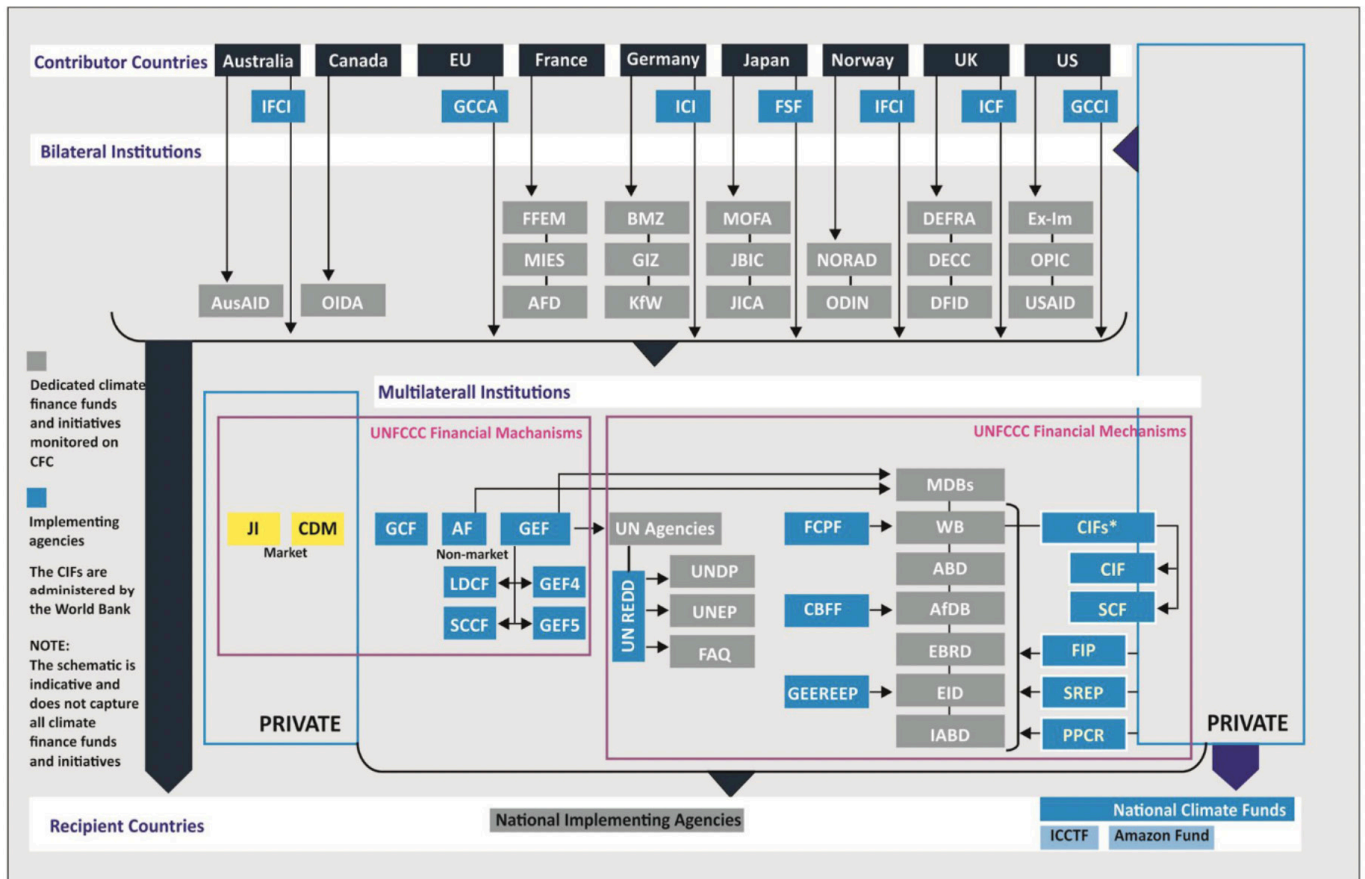 Contributor Countries
Australia
Canada
EU
France
Germany
Japan
Norway
UK
US
IFCI
GCCA
ICI
FSF
IFCI
ICF
GCCI
Bilateral Institutions
FFEM
BMZ
MOFA
DEFRA
Ex-Im
MIES
GIZ
JBIC
NORAD
DECC
OPIC
AusAID
OIDA
AFD
KfW
JICA
ODIN
DFID
USAID
Dedicated climate
finance funds
and initiatives
monitored on
CFC
Implementing
agencies
The CIFs are
administered by
the World Bank
NOTE:
The schematic is
indicative and
does not capture
all climate
finance funds
and initiatives
Multilaterall Institutions
UNFCCC Financial Machanisms
UNFCCC Financial Mechanisms
JI
CDM
Market
GCF
AF
GEF
Non-market
LDCF
GEF4
SCCF
GEF5
UN Agencies
UN REDD
UNDP
UNEP
FAQ
MDBs
FCPF
WB
CIFs*
ABD
CIF
CBFF
AfDB
SCF
EBRD
FIP
GEEREEP
EID
SREP
IABD
PPCR
PRIVATE
PRIVATE
Recipient Countries
National Implementing Agencies
National Climate Funds
ICCTF
Amazon Fund